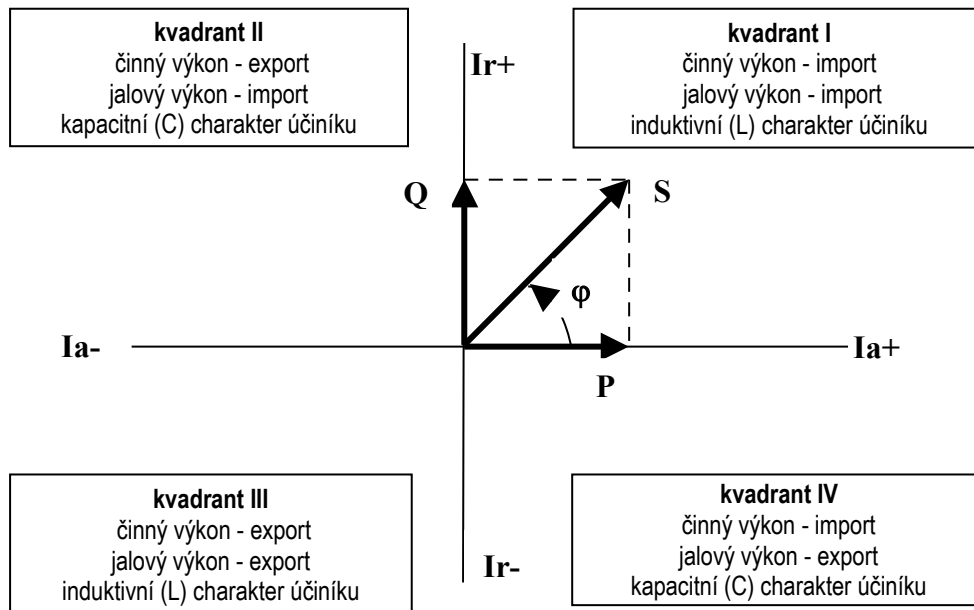 kvadrant II
činný výkon - export
jalový výkon - import
kapacitní (C) charakter účiníku
kvadrant I
činný výkon - import
jalový výkon - import
induktivní (L) charakter účiníku
Ir+
Q
S
φ
Ia-
Ia+
P
kvadrant III
činný výkon - export
jalový výkon - export
induktivní (L) charakter účiníku
kvadrant IV
činný výkon - import
jalový výkon - export
kapacitní (C) charakter účiníku
Ir-